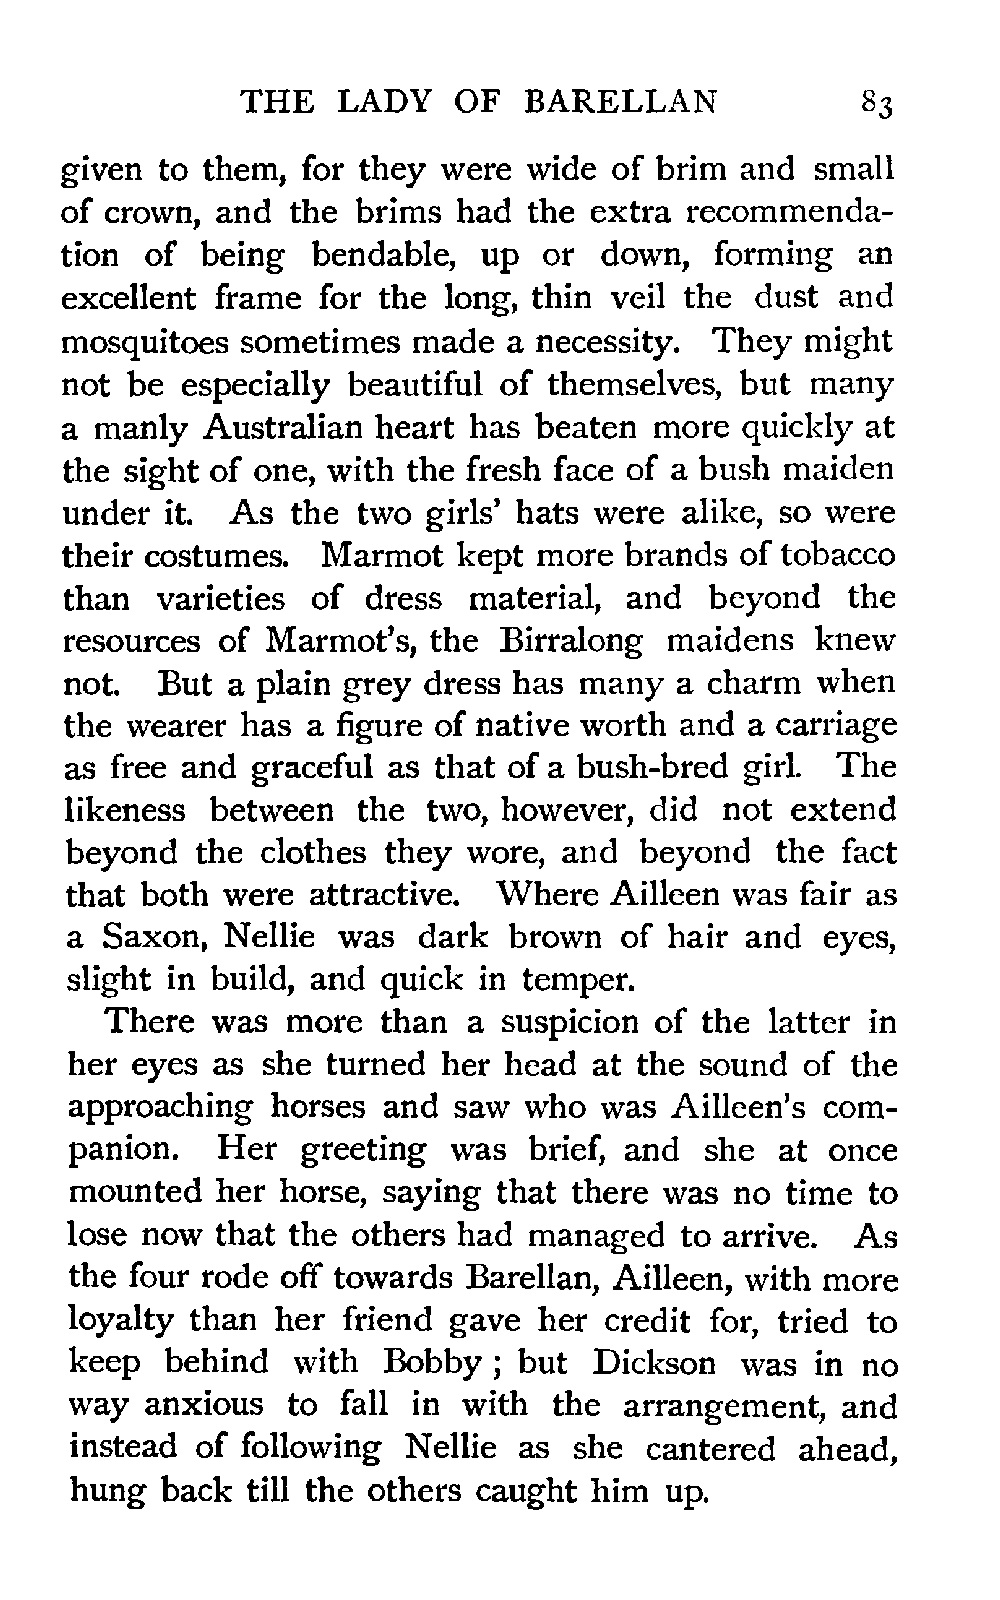 THE LADY OF BARELLAN 83
given to them, for they were wide of brim and small
of crown, and the brims had the extra recommenda-
tion of being bendable, up or down, forming an
excellent frame for the long, thin veil the dust and
mosquitoes sometimes made a necessity. They might
not be especially beautiful of themselves, but many
a manly Australian heart has beaten more quickly at
the sight of one, with the fresh face of a bush maiden
under it. As the two girls' hats were alike, so were
their costumes. Marmot kept more brands of tobacco
than varieties of dress material, and beyond the
resources of Marmot's, the Birralong maidens knew
not. But a plain grey dress has many a charm when
the wearer has a figure of native worth and a carriage
as free and graceful as that of a bush-bred girl. The
likeness between the two, however, did not extend
beyond the clothes they wore, and beyond the fact
that both were attractive. Where Ailleen was fair as
a Saxon, Nellie was dark brown of hair and eyes,
slight in build, and quick in temper.
There was more than a suspicion of the latter in
her eyes as she turned her head at the sound of the
approaching horses and saw who was Ailleen's com-
panion. Her greeting was brief, and she at once
mounted her horse, saying that there was no time to
lose now that the others had managed to arrive. As
the four rode off towards Barellan, Ailleen, with more
loyalty than her friend gave her credit for, tried to
keep behind with Bobby ; but Dickson was in no
way anxious to fall in with the arrangement, and
instead of following Nellie as she cantered ahead,
hung back till the others caught him up.